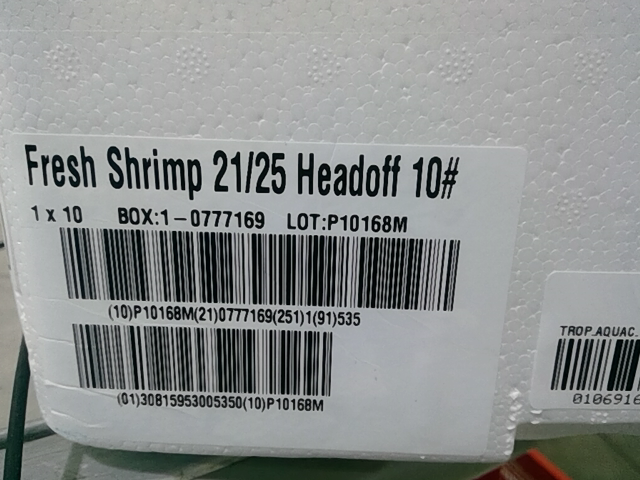 Fresh Shrimp 21/25 Headoff 10#
1 x 10 BOX:1-0777169 LOT:P10168M
(10)P10168M(21)0777169(251)1(91)535
(01)30815953005350(10)P10168M
TROP.AQUAC.
0106916